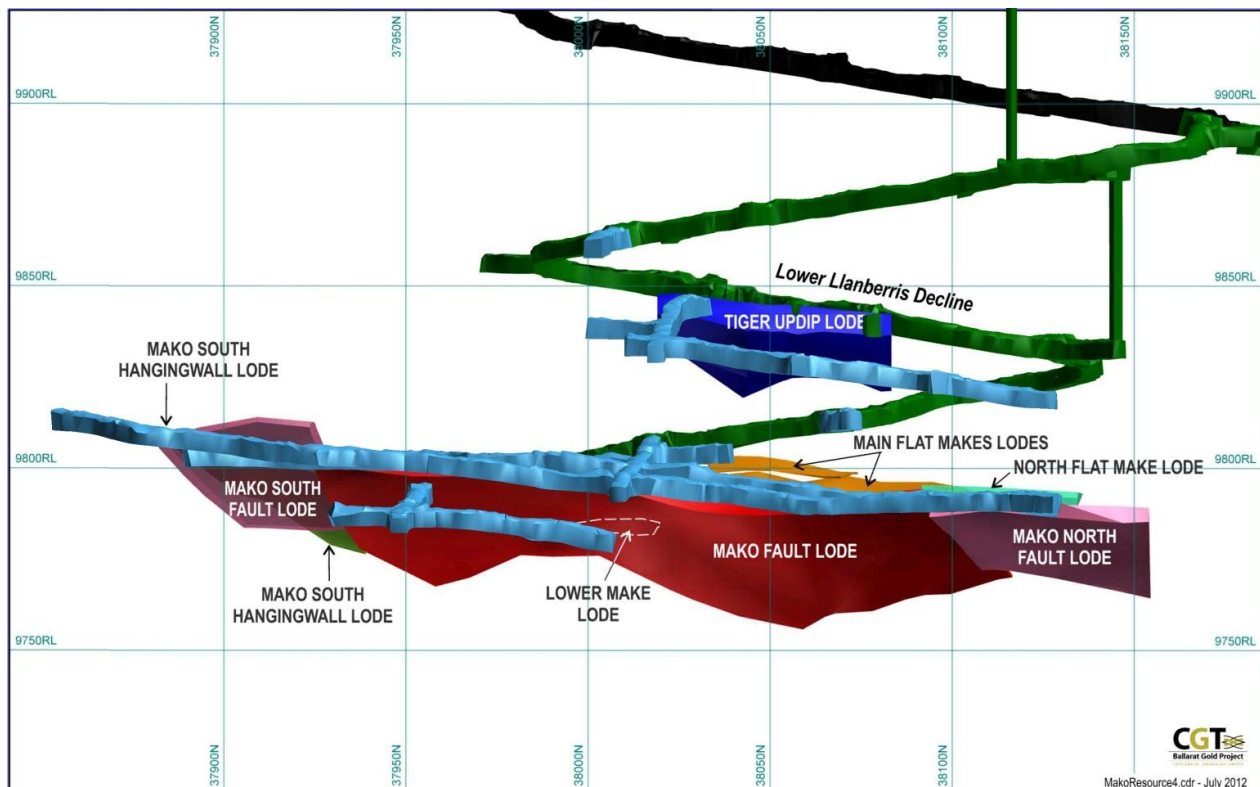 37900N
37950N
38000N
38050N
38100N
38150N
9900RL
9900RL
9850RL
9850RL
Lower Llanberris Decline
TIGER UPDIP LODE
MAKO SOUTH
HANGINGWALL LODE
MAIN FLAT MAKES LODES
NORTH FLAT MAKE LODE
9800RL
9800RL
MAKO SOUTH
FAULT LODE
MAKO FAULT LODE
MAKO NORTH
FAULT LODE
MAKO SOUTH
HANGINGWALL LODE
LOWER MAKE
LODE
9750RL
9750RL
37900N
37950N
38000N
38050N
38100N
CGT
Ballarat Gold Project
MakoResource4.cdr - July 2012